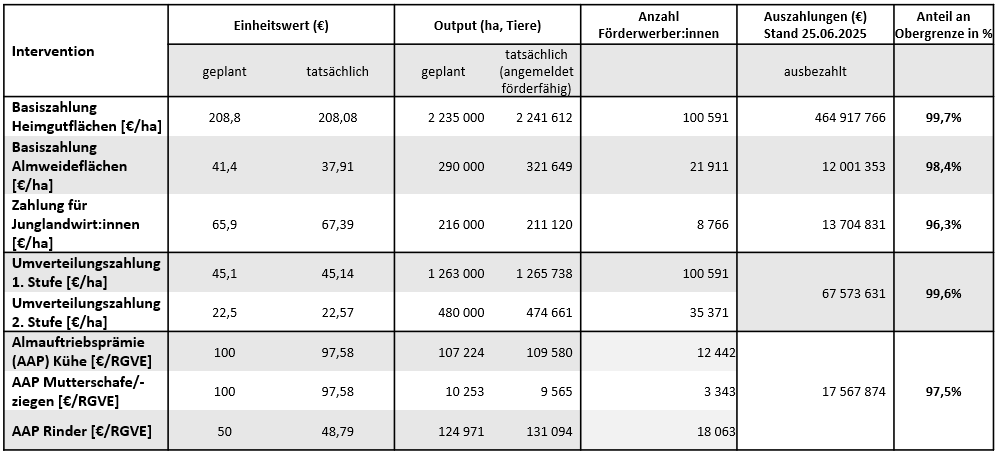 Intervention
Einheitswert (€)
Output (ha, Tiere)
Anzahl
Förderwerber:innen
Auszahlungen (€)
Stand 25.06.2025
Anteil an
Obergrenze in %
geplant
tatsächlich
geplant
tatsächlich
(angemeldet
förderfähig)
ausbezahlt
Basiszahlung
Heimgutflächen [€/ha]
208,8
208,08
2 235 000
2 241 612
100 591
464 917 766
99,7%
Basiszahlung
Almweideflächen
[€/ha]
41,4
37,91
290 000
321 649
21 911
12 001 353
98,4%
Zahlung für
Junglandwirt:innen
[€/ha]
65,9
67,39
216 000
211 120
8 766
13 704 831
96,3%
Umverteilungszahlung
1. Stufe [€/ha]
45,1
45,14
1 263 000
1 265 738
100 591
67 573 631
99,6%
Umverteilungszahlung
2. Stufe [€/ha]
22,5
22,57
480 000
474 661
35 371
Almauftriebsprämie
(AAP) Kühe [€/RGVE]
100
97,58
107 224
109 580
12 442
AAP Mutterschafe/-
ziegen [€/RGVE]
100
97,58
10 253
9 565
3 343
17 567 874
97,5%
AAP Rinder [€/RGVE]
50
48,79
124 971
131 094
18 063